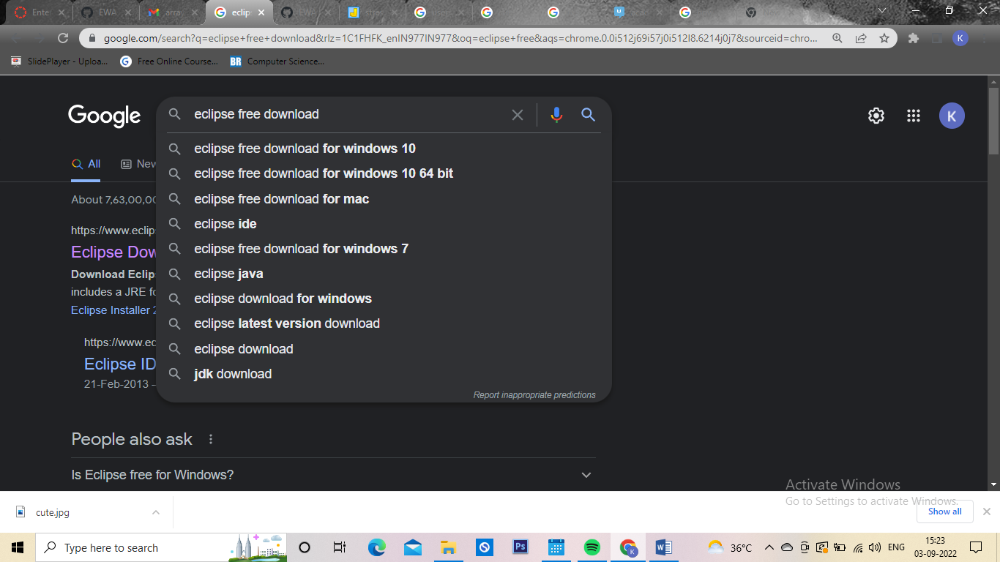 Ente
EWA
array
eclips
EWA
stres
users
aca
google.com/search?q=eclipse+free+download&rlz=1C1FHFK_enIN977IN977&oq=eclipse+free&aqs=chrome.0.0i512j69i57j0i512l8.6214j0j7&sourceid=chro...
K
SlidePlayer - Uploa...
Free Online Course...
BR Computer Science...
Google
eclipse free download
K
eclipse free download for windows 10
All
New
eclipse free download for windows 10 64 bit
About 7,63,00,00
eclipse free download for mac
https://www.eclip
eclipse ide
Eclipse Dow
eclipse free download for windows 7
Download Eclip
eclipse java
includes a JRE fo
eclipse download for windows
Eclipse Installer 2
eclipse latest version download
https://www.ec
eclipse download
Eclipse ID
jdk download
21-Feb-2013 –
Report inappropriate predictions
People also ask
Is Eclipse free for Windows?
Activate Windows
Go to Settings to activate Windows.
cute.jpg
Show all
Type here to search
Ps
K
W
36°C
ENG
15:23
03-09-2022